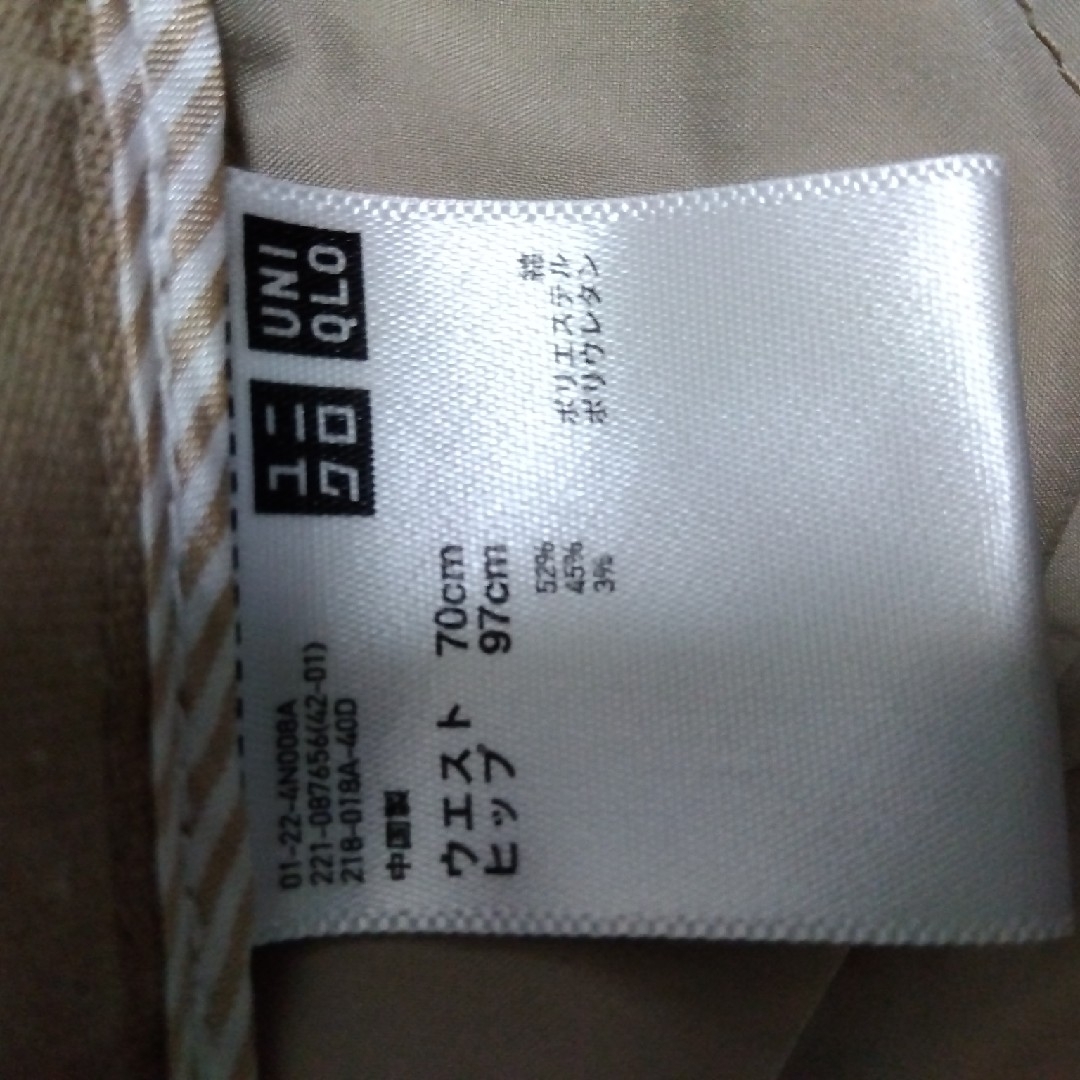 UNI
QLO
ユニ
クロ
01-22-4N008A
221-087656(42-01)
218-018A-40D
中国製
ウエスト 70cm
ヒップ 97cm
綿 52%
ポリエステル 45%
ポリウレタン 3%